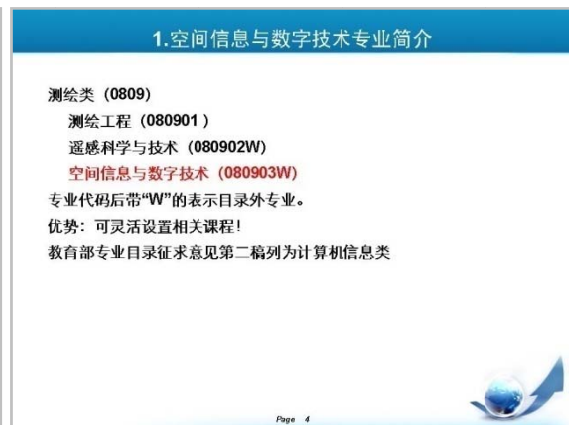 1.空间信息与数字技术专业简介
测绘类（0809）
测绘工程（080901）
遥感科学与技术（080902W）
空间信息与数字技术（080903W）
专业代码后带“W”的表示目录外专业。
优势：可灵活设置相关课程！
教育部专业目录征求意见第二稿列为计算机信息类
Page 4